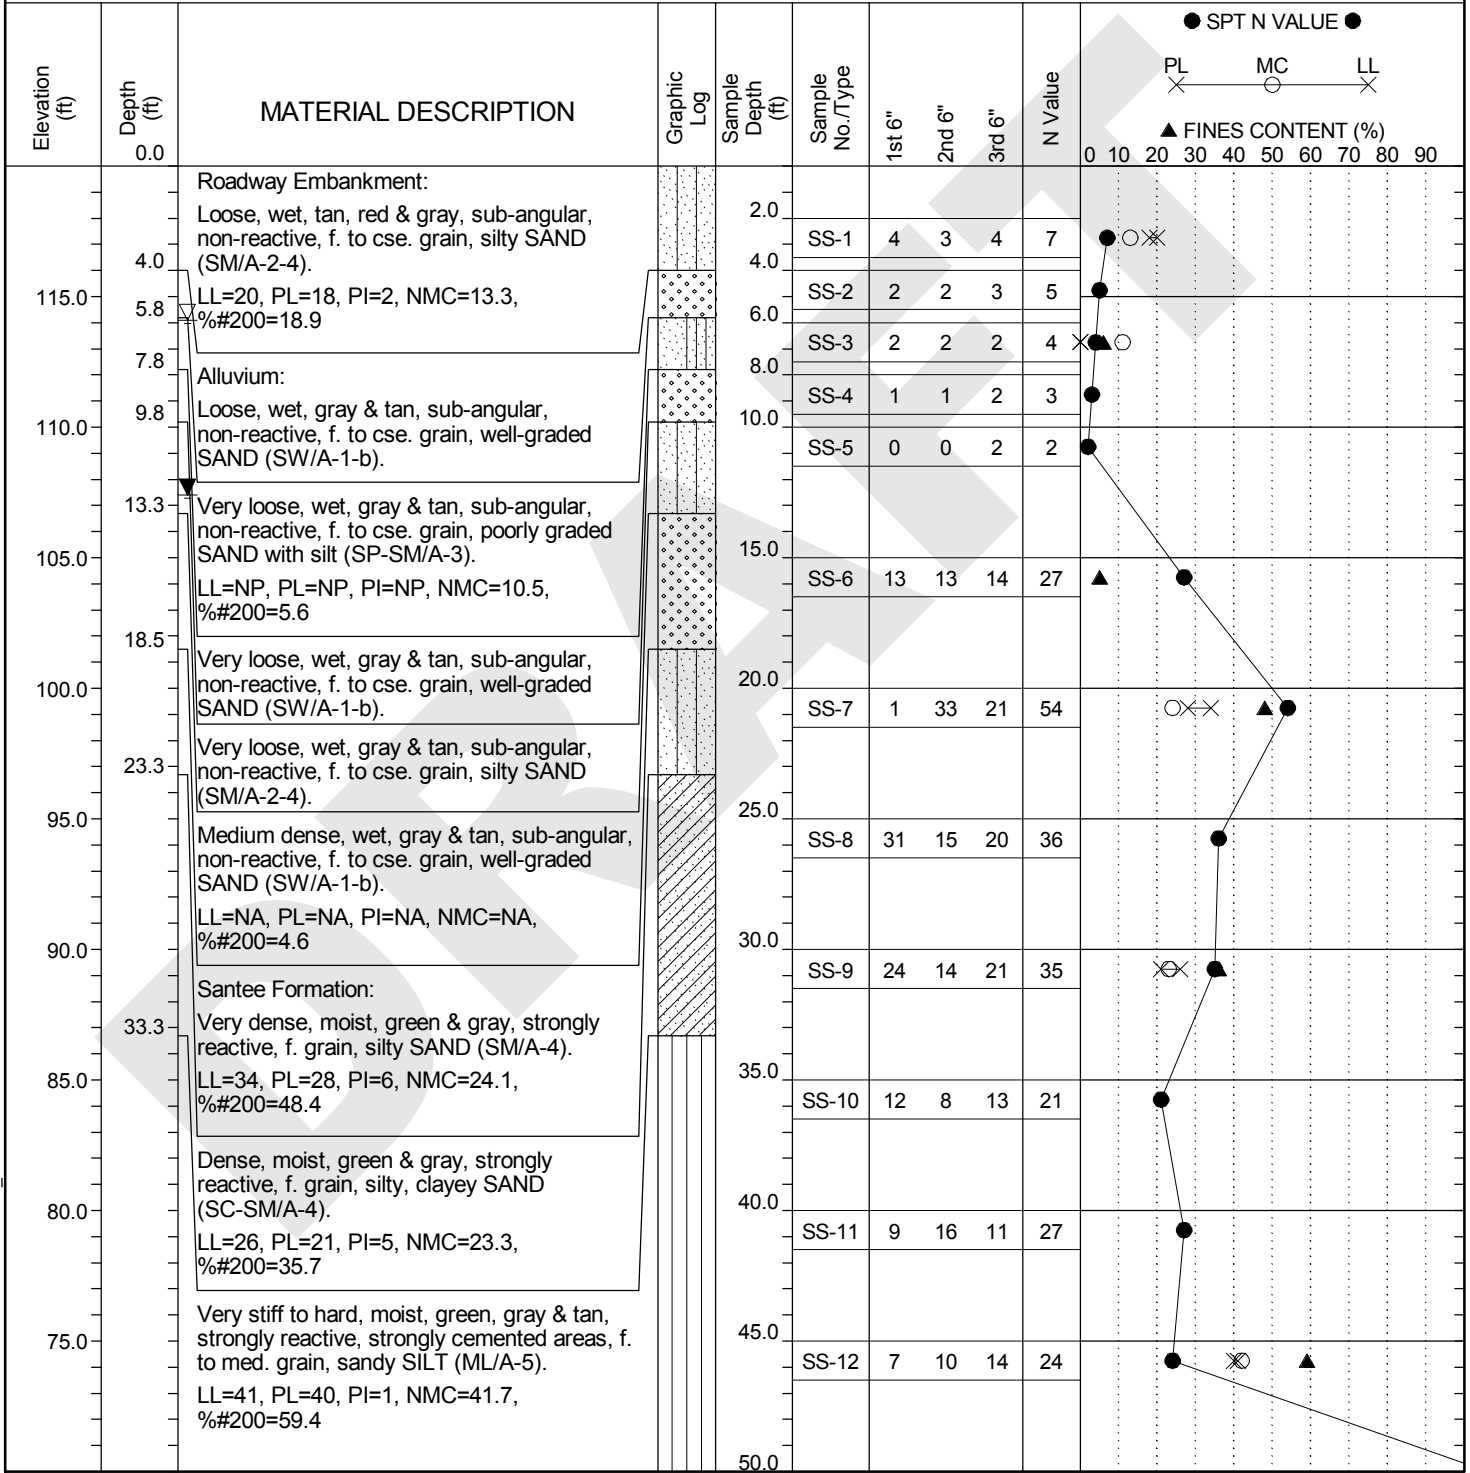 Elevation
(ft)
Depth
(ft)
0.0
MATERIAL DESCRIPTION
Graphic
Log
Sample
Depth
(ft)
Sample
No./Type
1st 6"
2nd 6"
3rd 6"
N Value
● SPT N VALUE ●
PL MC LL
▲ FINES CONTENT (%)
0 10 20 30 40 50 60 70 80 90
115.0
110.0
105.0
100.0
95.0
90.0
85.0
80.0
75.0
4.0
5.8
7.8
9.8
13.3
18.5
23.3
33.3
Roadway Embankment:
Loose, wet, tan, red & gray, sub-angular,
non-reactive, f. to cse. grain, silty SAND
(SM/A-2-4).
LL=20, PL=18, PI=2, NMC=13.3,
%#200=18.9
Alluvium:
Loose, wet, gray & tan, sub-angular,
non-reactive, f. to cse. grain, well-graded
SAND (SW/A-1-b).
Very loose, wet, gray & tan, sub-angular,
non-reactive, f. to cse. grain, poorly graded
SAND with silt (SP-SM/A-3).
LL=NP, PL=NP, PI=NP, NMC=10.5,
%#200=5.6
Very loose, wet, gray & tan, sub-angular,
non-reactive, f. to cse. grain, well-graded
SAND (SW/A-1-b).
Very loose, wet, gray & tan, sub-angular,
non-reactive, f. to cse. grain, silty SAND
(SM/A-2-4).
Medium dense, wet, gray & tan, sub-angular,
non-reactive, f. to cse. grain, well-graded
SAND (SW/A-1-b).
LL=NA, PL=NA, PI=NA, NMC=NA,
%#200=4.6
Santee Formation:
Very dense, moist, green & gray, strongly
reactive, f. grain, silty SAND (SM/A-4).
LL=34, PL=28, PI=6, NMC=24.1,
%#200=48.4
Dense, moist, green & gray, strongly
reactive, f. grain, silty, clayey SAND
(SC-SM/A-4).
LL=26, PL=21, PI=5, NMC=23.3,
%#200=35.7
Very stiff to hard, moist, green, gray & tan,
strongly reactive, strongly cemented areas, f.
to med. grain, sandy SILT (ML/A-5).
LL=41, PL=40, PI=1, NMC=41.7,
%#200=59.4
2.0
SS-1 4 3 4 7
4.0
SS-2 2 2 3 5
6.0
SS-3 2 2 2 4
8.0
SS-4 1 1 2 3
10.0
SS-5 0 0 2 2
15.0
SS-6 13 13 14 27
20.0
SS-7 1 33 21 54
25.0
SS-8 31 15 20 36
30.0
SS-9 24 14 21 35
35.0
SS-10 12 8 13 21
40.0
SS-11 9 16 11 27
45.0
SS-12 7 10 14 24
50.0
DRAFT